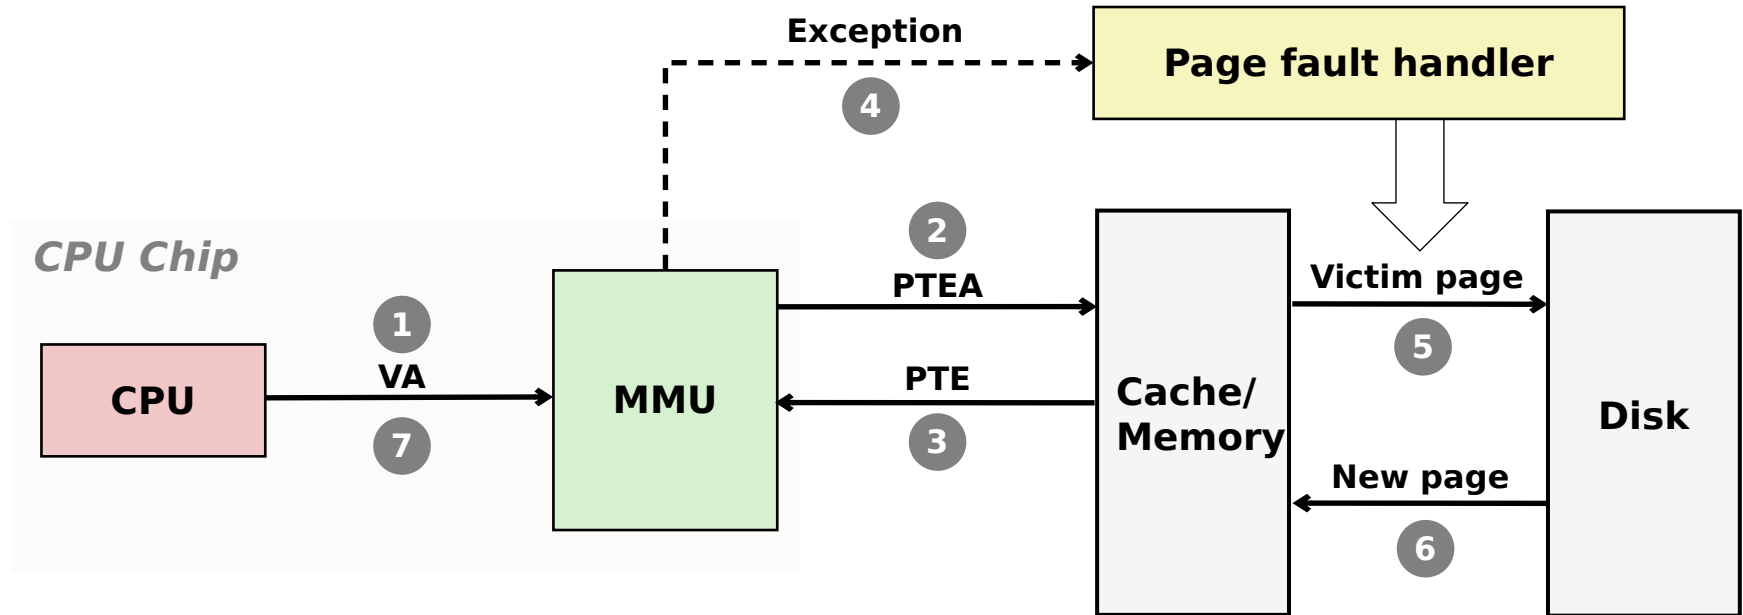 Exception
Page fault handler
4
2
CPU Chip
PTEA
Victim page
1
5
VA
PTE
CPU
MMU
Cache/
Memory
Disk
7
3
New page
6